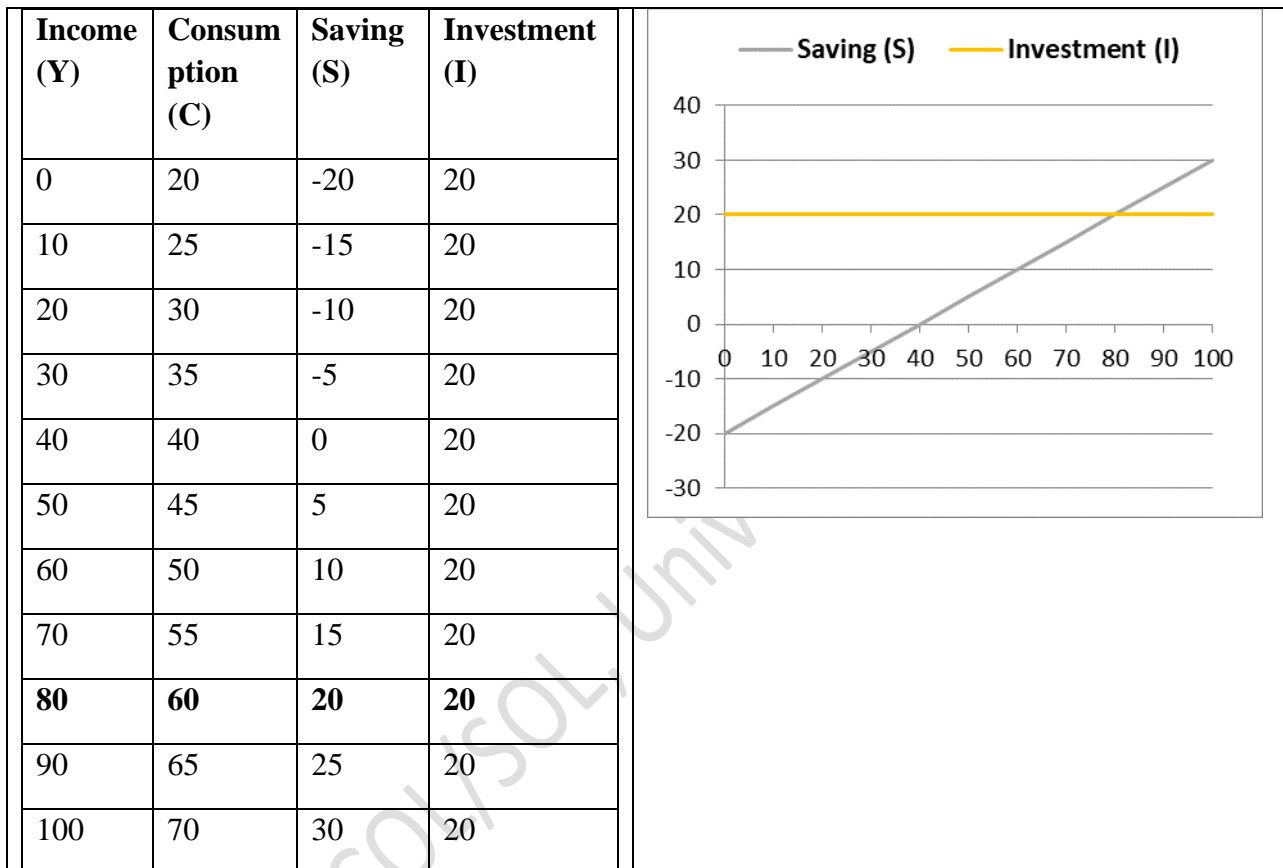 Income Consum Saving Investment
(Y) ption (S) (I)
(C)
0 20 -20 20
10 25 -15 20
20 30 -10 20
30 35 -5 20
40 40 0 20
50 45 5 20
60 50 10 20
70 55 15 20
80 60 20 20
90 65 25 20
100 70 30 20
Saving (S) Investment (I)
40
30
20
10
0
0 10 20 30 40 50 60 70 80 90 100
-10
-20
-30
SOL/SOL, Univ